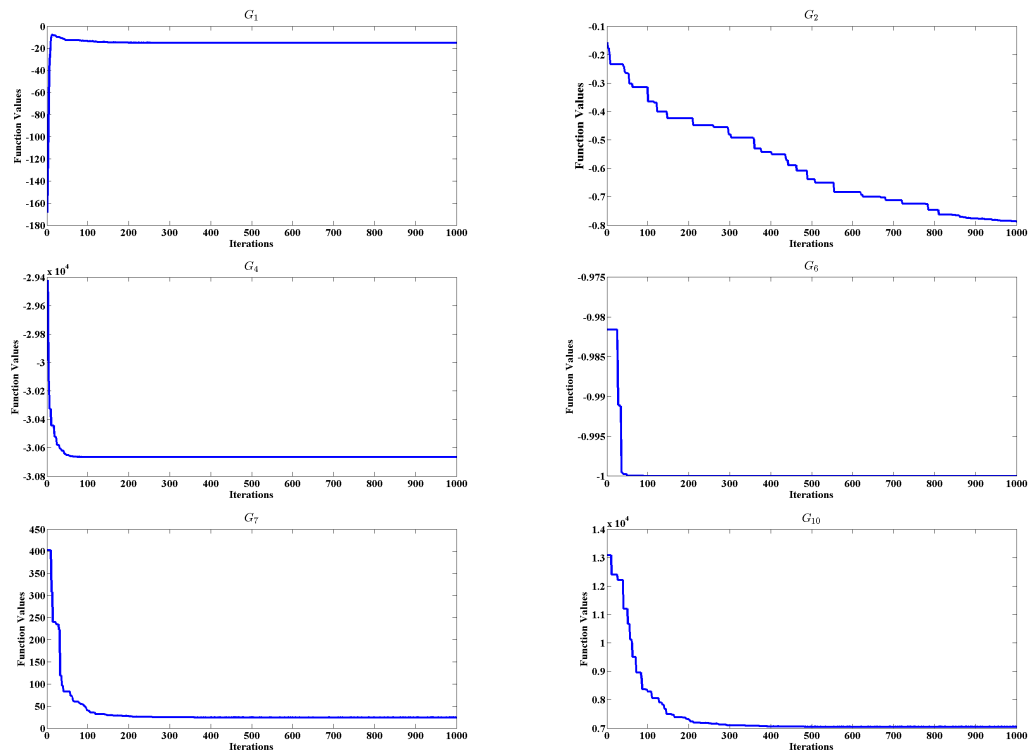 G1
0
-20
-40
-60
-80
-100
-120
-140
-160
-180
Function Values
0 100 200 300 400 500 600 700 800 900 1000
Iterations
G2
-0.1
-0.2
-0.3
-0.4
-0.5
-0.6
-0.7
-0.8
Function Values
0 100 200 300 400 500 600 700 800 900 1000
Iterations
G4
x 10^4
-2.94
-2.96
-2.98
-3
-3.02
-3.04
-3.06
-3.08
Function Values
0 100 200 300 400 500 600 700 800 900 1000
Iterations
G6
-0.975
-0.98
-0.985
-0.99
-0.995
-1
Function Values
0 100 200 300 400 500 600 700 800 900 1000
Iterations
G7
450
400
350
300
250
200
150
100
50
0
Function Values
0 100 200 300 400 500 600 700 800 900 1000
Iterations
G10
x 10^4
1.4
1.3
1.2
1.1
1
0.9
0.8
0.7
Function Values
0 100 200 300 400 500 600 700 800 900 1000
Iterations